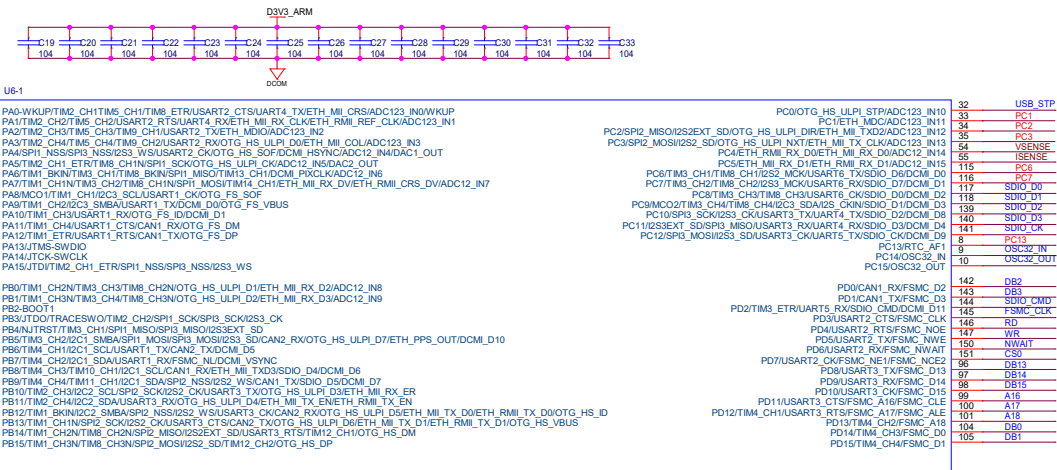 D3V3_ARM
C19 C20 C21 C22 C23 C24 C25 C26 C27 C28 C29 C30 C31 C32 C33
104 104 104 104 104 104 104 104 104 104 104 104 104 104 104
DCOM
U6-1
PA0-WKUP/TIM2_CH1TIM5_CH1/TIM8_ETR/USART2_CTS/UART4_TX/ETH_MII_CRS/ADC123_IN0/WKUP
PA1/TIM2_CH2/TIM5_CH2/USART2_RTS/UART4_RX/ETH_MII_RX_CLK/ETH_RMII_REF_CLK/ADC123_IN1
PA2/TIM2_CH3/TIM5_CH3/TIM9_CH1/USART2_TX/ETH_MDIO/ADC123_IN2
PA3/TIM2_CH4/TIM5_CH4/TIM9_CH2/USART2_RX/OTG_HS_ULPI_D0/ETH_MII_COL/ADC123_IN3
PA4/SPI1_NSS/SPI3_NSS/I2S3_WS/USART2_CK/OTG_HS_SOF/DCMI_HSYNC/ADC12_IN4/DAC1_OUT
PA5/TIM2_CH1_ETR/TIM8_CH1N/SPI1_SCK/OTG_HS_ULPI_CK/ADC12_IN5/DAC2_OUT
PA6/TIM1_BKIN/TIM3_CH1/TIM8_BKIN/SPI1_MISO/TIM13_CH1/DCMI_PIXCLK/ADC12_IN6
PA7/TIM1_CH1N/TIM3_CH2/TIM8_CH1N/SPI1_MOSI/TIM14_CH1/ETH_MII_RX_DV/ETH_RMII_CRS_DV/ADC12_IN7
PA8/MCO1/TIM1_CH1/I2C3_SCL/USART1_CK/OTG_FS_SOF
PA9/TIM1_CH2/I2C3_SMBA/USART1_TX/DCMI_D0/OTG_FS_VBUS
PA10/TIM1_CH3/USART1_RX/OTG_FS_ID/DCMI_D1
PA11/TIM1_CH4/USART1_CTS/CAN1_RX/OTG_FS_DM
PA12/TIM1_ETR/USART1_RTS/CAN1_TX/OTG_FS_DP
PA13/JTMS-SWDIO
PA14/JTCK-SWCLK
PA15/JTDI/TIM2_CH1_ETR/SPI1_NSS/SPI3_NSS/I2S3_WS
PB0/TIM1_CH2N/TIM3_CH3/TIM8_CH2N/OTG_HS_ULPI_D1/ETH_MII_RX_D2/ADC12_IN8
PB1/TIM1_CH3N/TIM3_CH4/TIM8_CH3N/OTG_HS_ULPI_D2/ETH_MII_RX_D3/ADC12_IN9
PB2-BOOT1
PB3/JTDO/TRACESWO/TIM2_CH2/SPI1_SCK/SPI3_SCK/I2S3_CK
PB4/NJTRST/TIM3_CH1/SPI1_MISO/SPI3_MISO/I2S3EXT_SD
PB5/TIM3_CH2/I2C1_SMBA/SPI1_MOSI/SPI3_MOSI/I2S3_SD/CAN2_RX/OTG_HS_ULPI_D7/ETH_PPS_OUT/DCMI_D10
PB6/TIM4_CH1/I2C1_SCL/USART1_TX/CAN2_TX/DCMI_D5
PB7/TIM4_CH2/I2C1_SDA/USART1_RX/FSMC_NL/DCMI_VSYNC
PB8/TIM4_CH3/TIM10_CH1/I2C1_SCL/CAN1_RX/ETH_MII_TXD3/SDIO_D4/DCMI_D6
PB9/TIM4_CH4/TIM11_CH1/I2C1_SDA/SPI2_NSS/I2S2_WS/CAN1_TX/SDIO_D5/DCMI_D7
PB10/TIM2_CH3/I2C2_SCL/SPI2_SCK/I2S2_CK/USART3_TX/OTG_HS_ULPI_D3/ETH_MII_RX_ER
PB11/TIM2_CH4/I2C2_SDA/USART3_RX/OTG_HS_ULPI_D4/ETH_MII_TX_EN/ETH_RMII_TX_EN
PB12/TIM1_BKIN/I2C2_SMBA/SPI2_NSS/I2S2_WS/USART3_CK/CAN2_RX/OTG_HS_ULPI_D5/ETH_MII_TX_D0/ETH_RMII_TX_D0/OTG_HS_ID
PB13/TIM1_CH1N/SPI2_SCK/I2S2_CK/USART3_CTS/CAN2_TX/OTG_HS_ULPI_D6/ETH_MII_TX_D1/ETH_RMII_TX_D1/OTG_HS_VBUS
PB14/TIM1_CH2N/TIM8_CH2N/SPI2_MISO/I2S2EXT_SD/USART3_RTS/TIM12_CH1/OTG_HS_DM
PB15/TIM1_CH3N/TIM8_CH3N/SPI2_MOSI/I2S2_SD/TIM12_CH2/OTG_HS_DP
PC0/OTG_HS_ULPI_STP/ADC123_IN10 32 USB_STP
PC1/ETH_MDC/ADC123_IN11 33 PC1
PC2/SPI2_MISO/I2S2EXT_SD/OTG_HS_ULPI_DIR/ETH_MII_TXD2/ADC123_IN12 34 PC2
PC3/SPI2_MOSI/I2S2_SD/OTG_HS_ULPI_NXT/ETH_MII_TX_CLK/ADC123_IN13 35 PC3
PC4/ETH_RMII_RX_D0/ETH_MII_RX_D0/ADC12_IN14 54 VSENSE
PC5/ETH_RMII_RX_D1/ETH_MII_RX_D1/ADC12_IN15 55 ISENSE
PC6/TIM3_CH1/TIM8_CH1/I2S2_MCK/USART6_TX/SDIO_D6/DCMI_D0 115 PC6
PC7/TIM3_CH2/TIM8_CH2/I2S3_MCK/USART6_RX/SDIO_D7/DCMI_D1 116 PC7
PC8/TIM3_CH3/TIM8_CH3/USART6_CK/SDIO_D0/DCMI_D2 117 SDIO_D0
PC9/MCO2/TIM3_CH4/TIM8_CH4/I2C3_SDA/I2S_CKIN/SDIO_D1/DCMI_D3 118 SDIO_D1
PC10/SPI3_SCK/I2S3_CK/USART3_TX/UART4_TX/SDIO_D2/DCMI_D8 139 SDIO_D2
PC11/I2S3EXT_SD/SPI3_MISO/USART3_RX/UART4_RX/SDIO_D3/DCMI_D4 140 SDIO_D3
PC12/SPI3_MOSI/I2S3_SD/USART3_CK/UART5_TX/SDIO_CK/DCMI_D9 141 SDIO_CK
PC13/RTC_AF1 8 PC13
PC14/OSC32_IN 9 OSC32_IN
PC15/OSC32_OUT 10 OSC32_OUT
PD0/CAN1_RX/FSMC_D2 142 DB2
PD1/CAN1_TX/FSMC_D3 143 DB3
PD2/TIM3_ETR/UART5_RX/SDIO_CMD/DCMI_D11 144 SDIO_CMD
PD3/USART2_CTS/FSMC_CLK 145 FSMC_CLK
PD4/USART2_RTS/FSMC_NOE 146 RD
PD5/USART2_TX/FSMC_NWE 147 WR
PD6/USART2_RX/FSMC_NWAIT 150 NWAIT
PD7/USART2_CK/FSMC_NE1/FSMC_NCE2 151 CS0
PD8/USART3_TX/FSMC_D13 96 DB13
PD9/USART3_RX/FSMC_D14 97 DB14
PD10/USART3_CK/FSMC_D15 98 DB15
PD11/USART3_CTS/FSMC_A16/FSMC_CLE 99 A16
PD12/TIM4_CH1/USART3_RTS/FSMC_A17/FSMC_ALE 100 A17
PD13/TIM4_CH2/FSMC_A18 101 A18
PD14/TIM4_CH3/FSMC_D0 104 DB0
PD15/TIM4_CH4/FSMC_D1 105 DB1